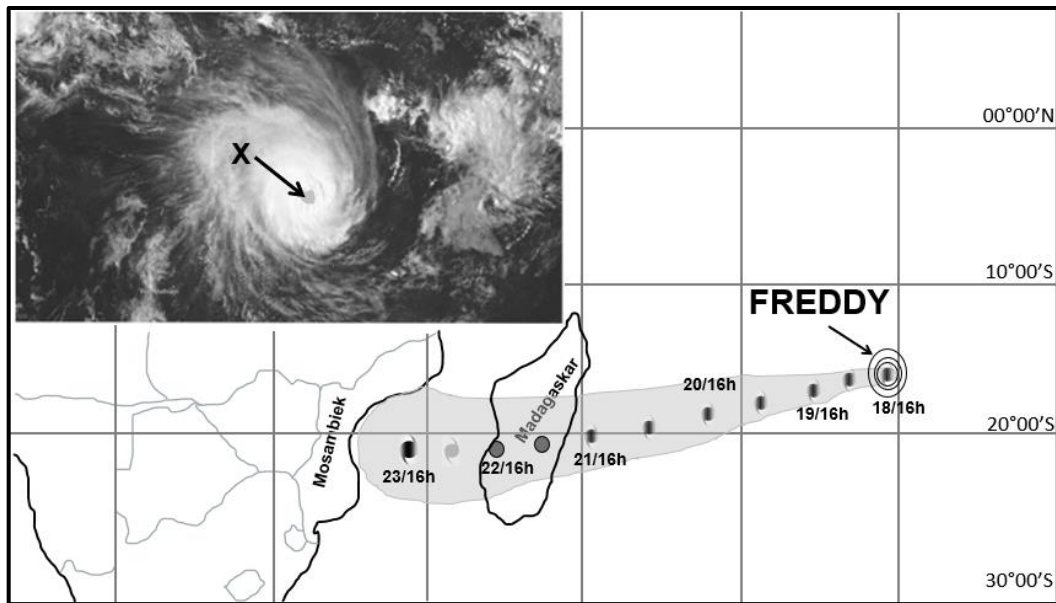 X
00°00'N
10°00'S
FREDDY
20/16h
19/16h
18/16h
Mosambiek
Madagaskar
20°00'S
21/16h
22/16h
23/16h
30°00'S